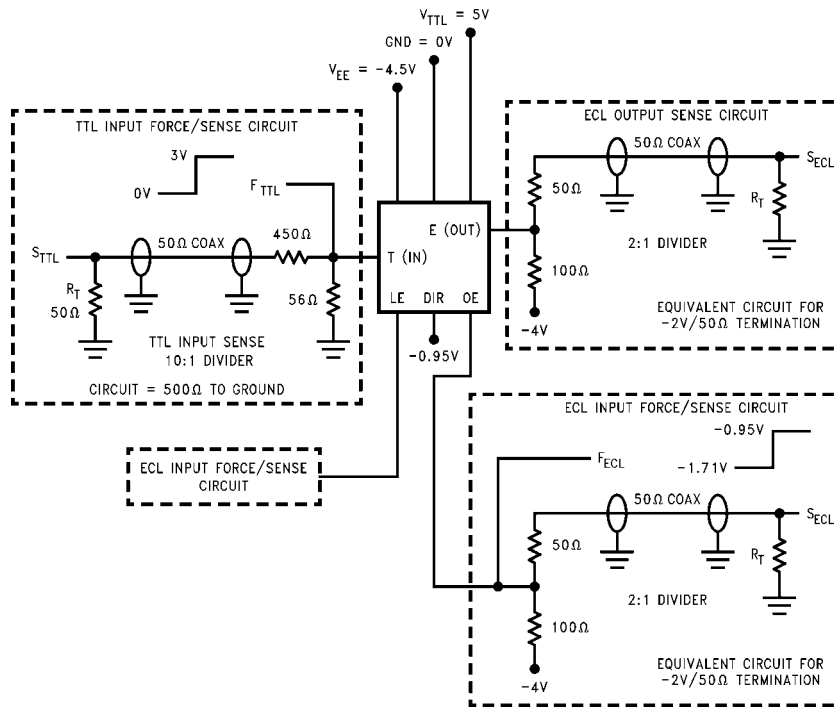 V_TTL = 5V
GND = 0V
V_EE = -4.5V
TTL INPUT FORCE/SENSE CIRCUIT
3V
0V
F_TTL
S_TTL
50Ω COAX
450Ω
R_T
50Ω
56Ω
TTL INPUT SENSE
10:1 DIVIDER
CIRCUIT = 500Ω TO GROUND
E (OUT)
T (IN)
LE DIR OE
-0.95V
ECL OUTPUT SENSE CIRCUIT
50Ω COAX
S_ECL
50Ω
R_T
2:1 DIVIDER
100Ω
-4V
EQUIVALENT CIRCUIT FOR
-2V/50Ω TERMINATION
ECL INPUT FORCE/SENSE
CIRCUIT
ECL INPUT FORCE/SENSE CIRCUIT
-0.95V
F_ECL
-1.71V
50Ω COAX
S_ECL
50Ω
R_T
2:1 DIVIDER
100Ω
-4V
EQUIVALENT CIRCUIT FOR
-2V/50Ω TERMINATION